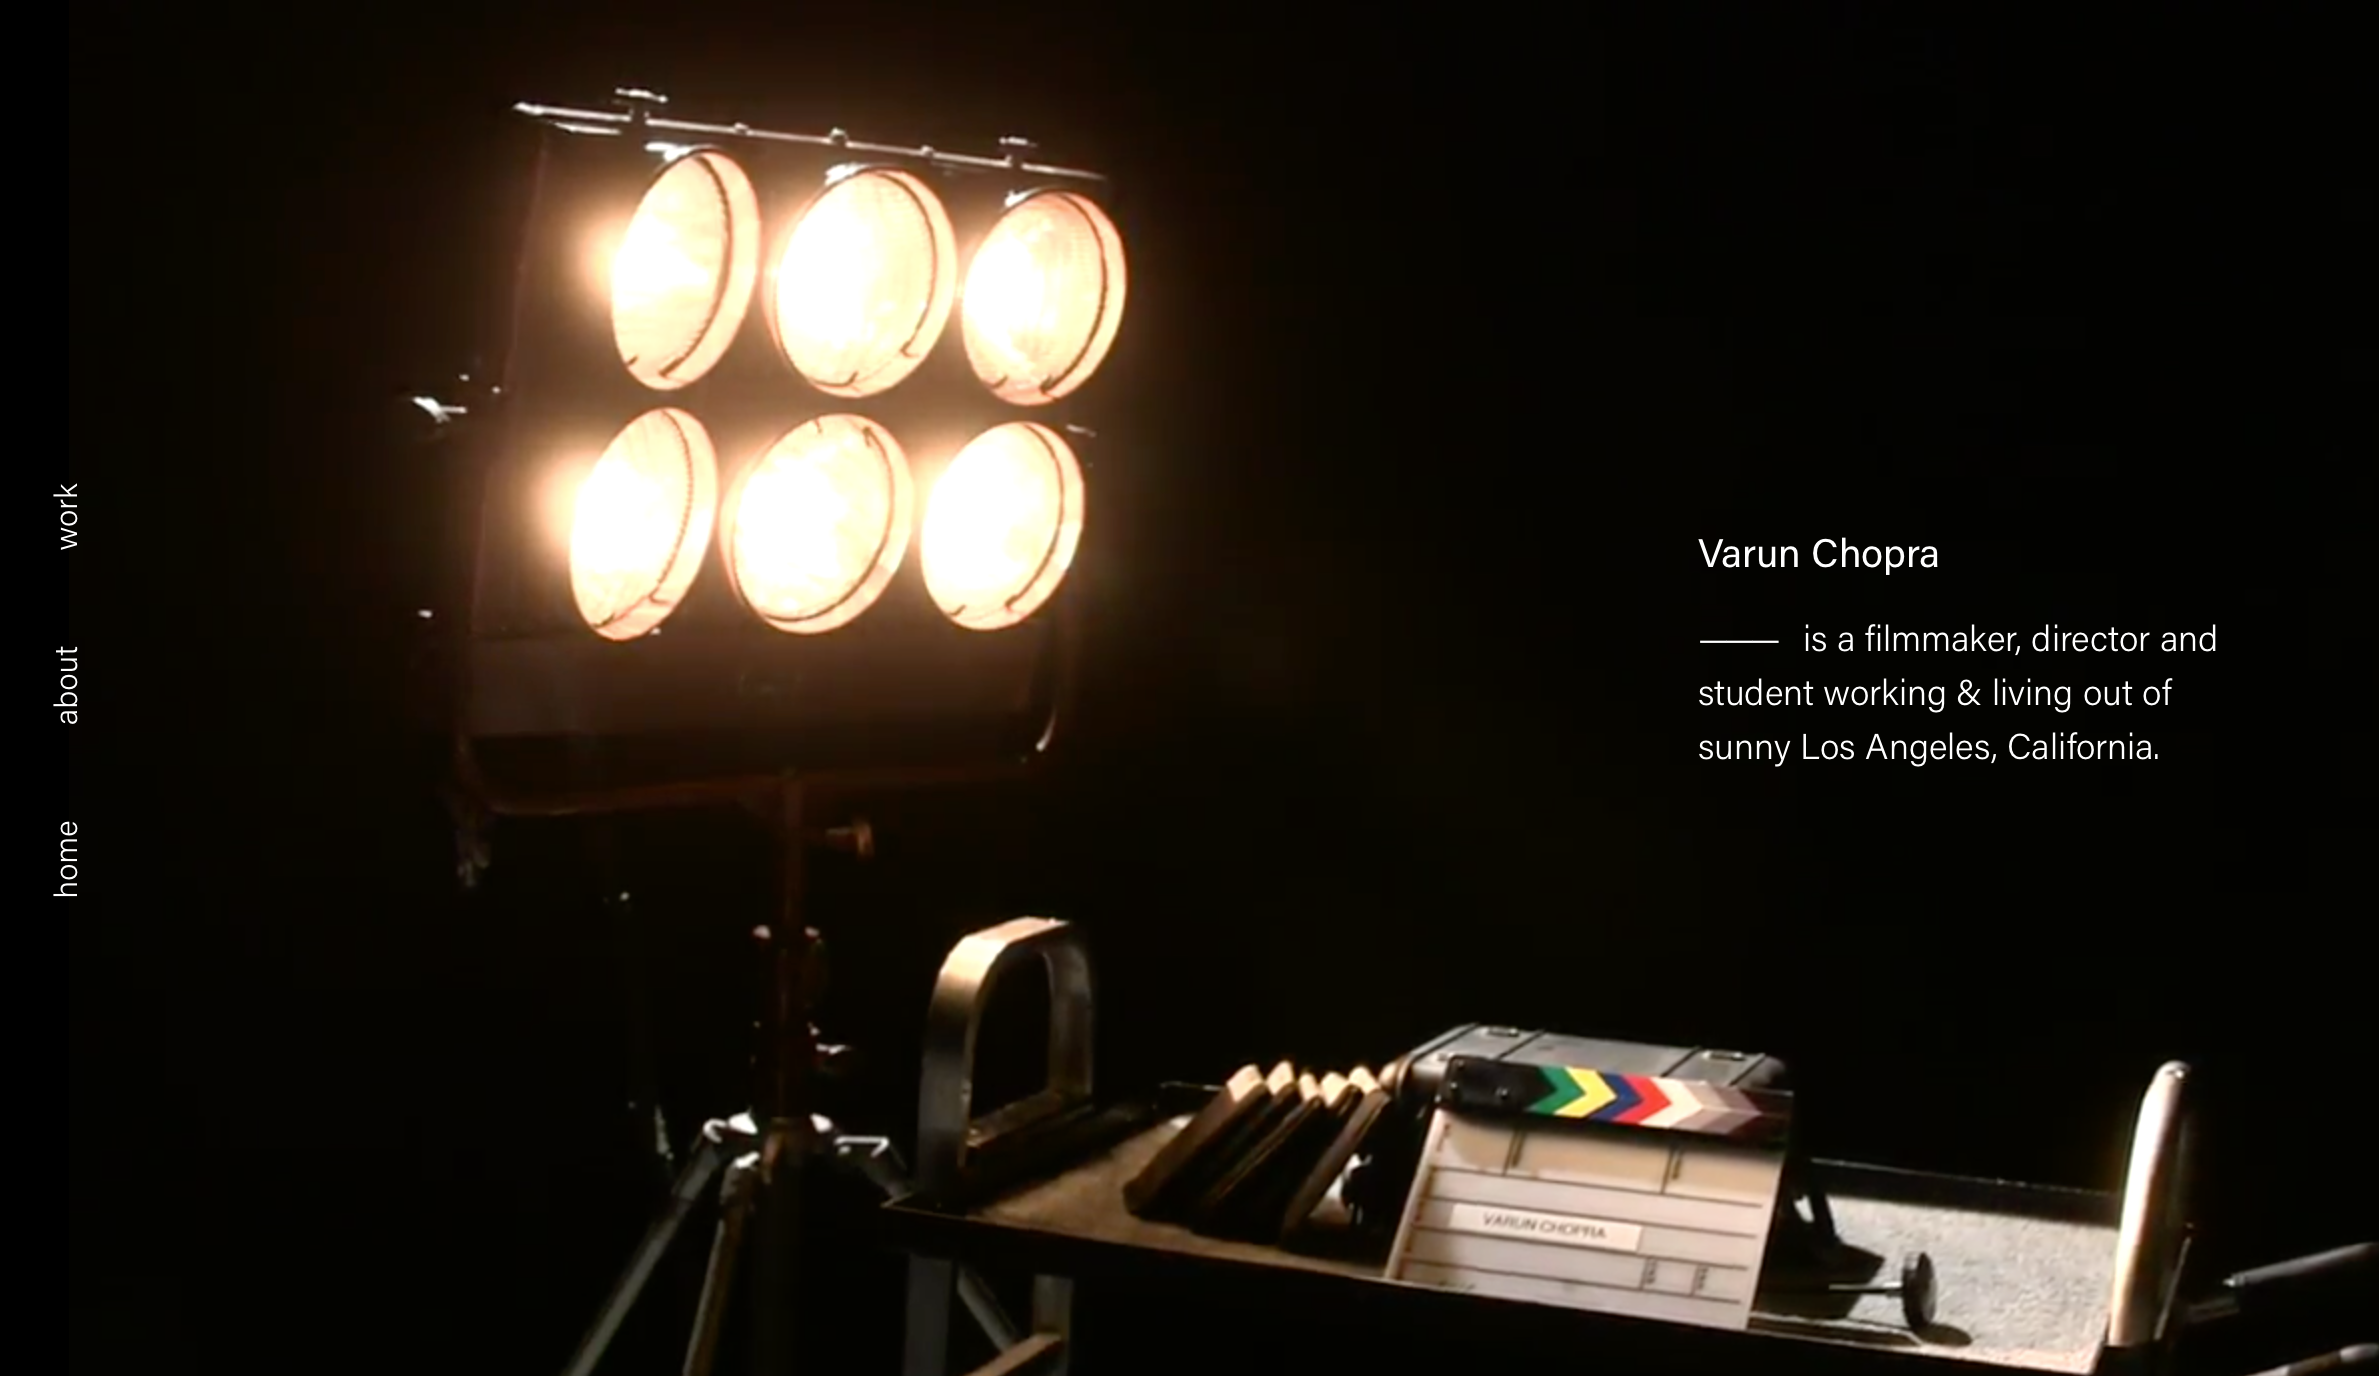 work
about
home
Varun Chopra
is a filmmaker, director and
student working & living out of
sunny Los Angeles, California.
VARUN CHOPRA